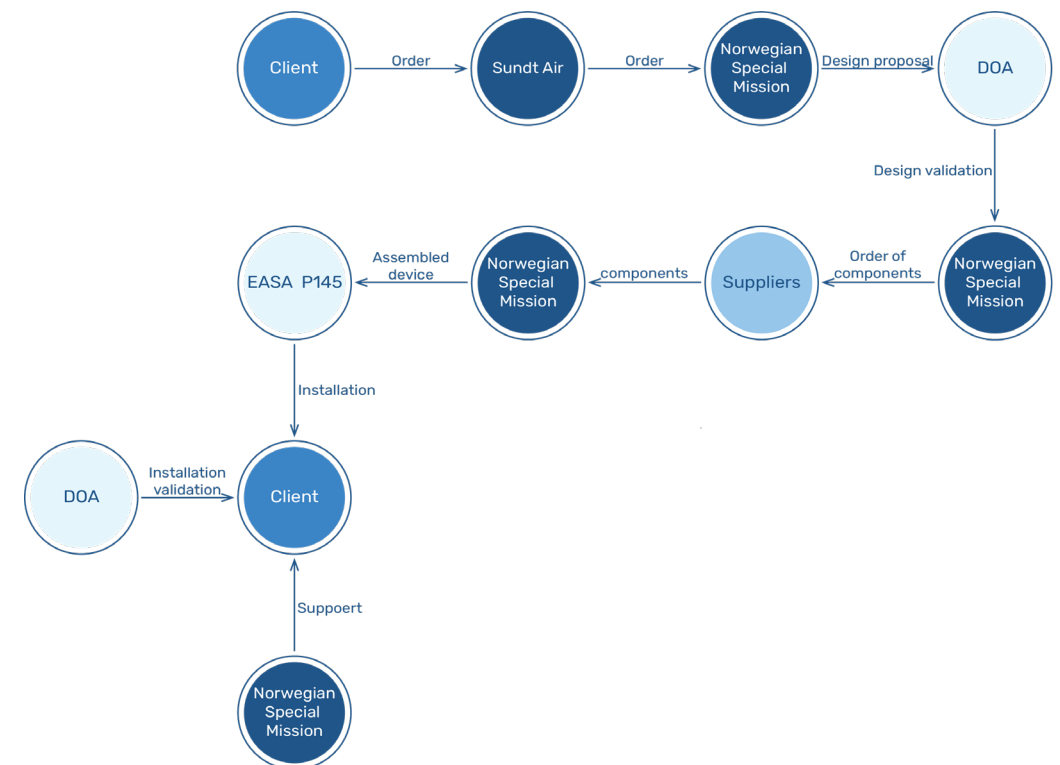 Client
Order
Sundt Air
Order
Norwegian
Special
Mission
Design proposal
DOA
Design validation
EASA P145
Assembled
device
Norwegian
Special
Mission
components
Suppliers
Order of
components
Norwegian
Special
Mission
Installation
DOA
Installation
validation
Client
Suppoert
Norwegian
Special
Mission